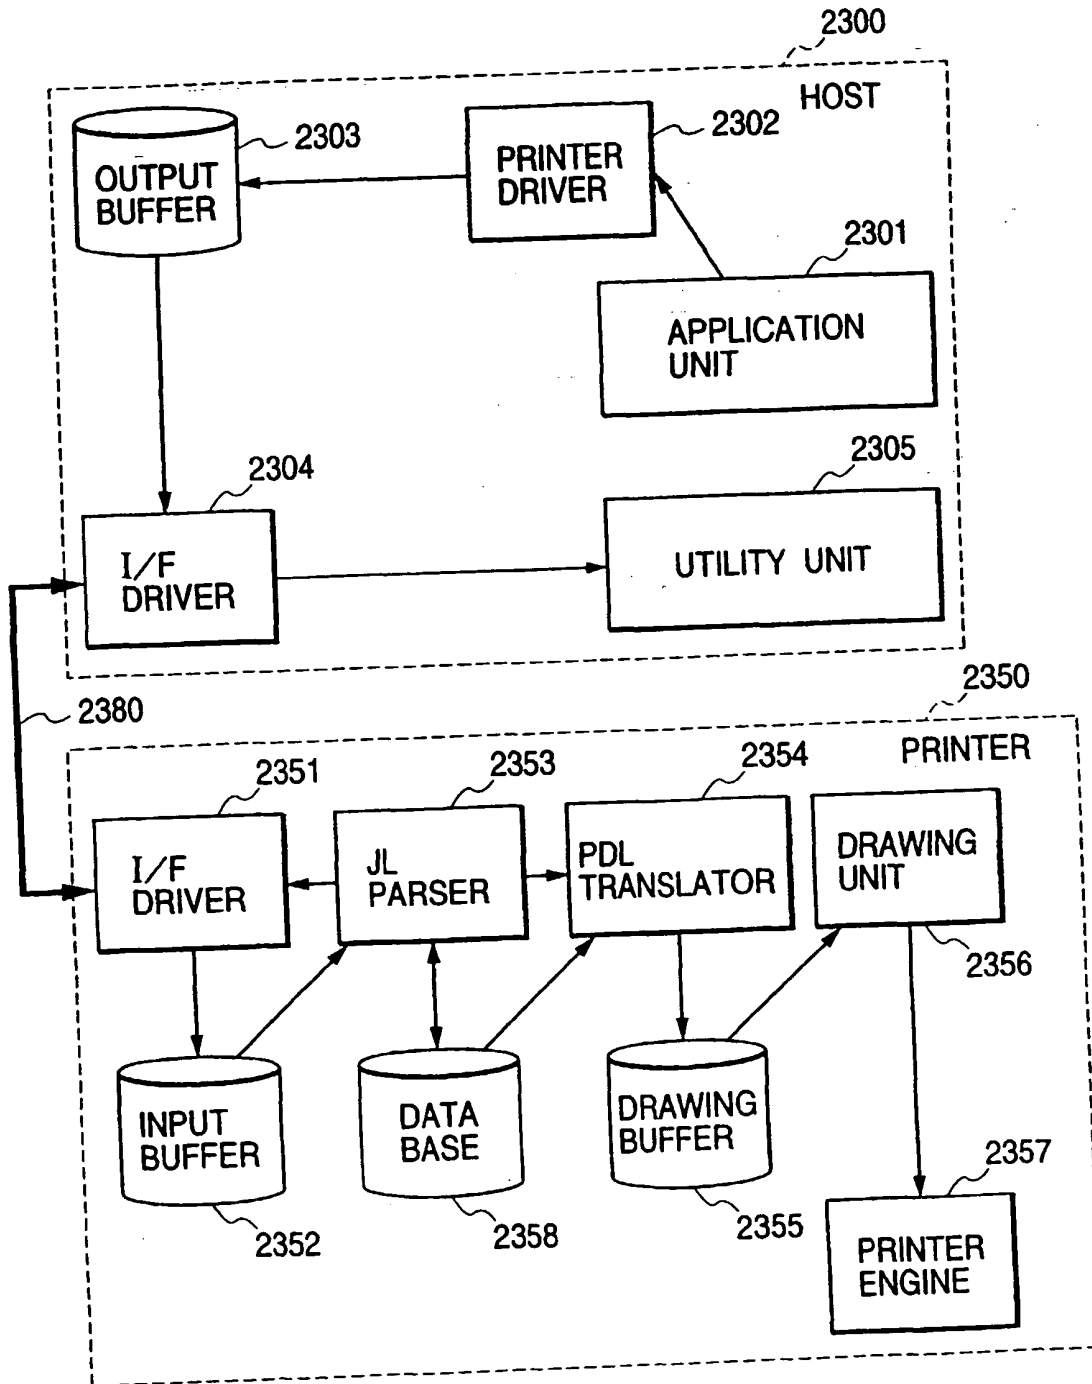 2300
HOST
2303
2302
OUTPUT
BUFFER
PRINTER
DRIVER
2301
APPLICATION
UNIT
2304
2305
I/F
DRIVER
UTILITY UNIT
2380
2350
PRINTER
2351
2353
2354
I/F
DRIVER
JL
PARSER
PDL
TRANSLATOR
DRAWING
UNIT
2356
INPUT
BUFFER
DATA
BASE
DRAWING
BUFFER
2352
2358
2355
2357
PRINTER
ENGINE